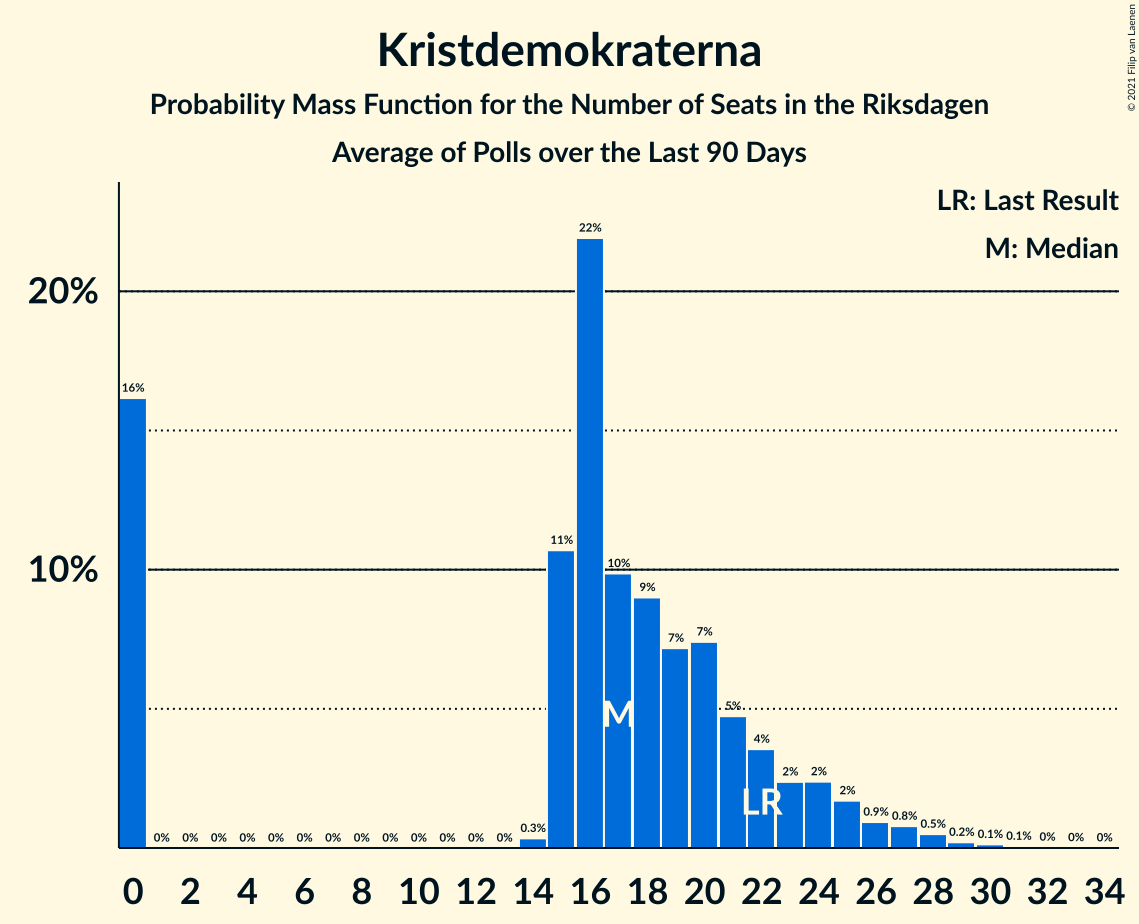 Kristdemokraterna
Probability Mass Function for the Number of Seats in the Riksdagen
Average of Polls over the Last 90 Days
© 2021 Filip van Laenen
LR: Last Result
M: Median
20%
10%
16% 0% 0% 0% 0% 0% 0% 0% 0% 0% 0% 0% 0% 0% 0.3% 11% 22% 10% 9% 7% 7% 5% 4% 2% 2% 2% 0.9% 0.8% 0.5% 0.2% 0.1% 0.1% 0% 0% 0%
M
LR
0 2 4 6 8 10 12 14 16 18 20 22 24 26 28 30 32 34